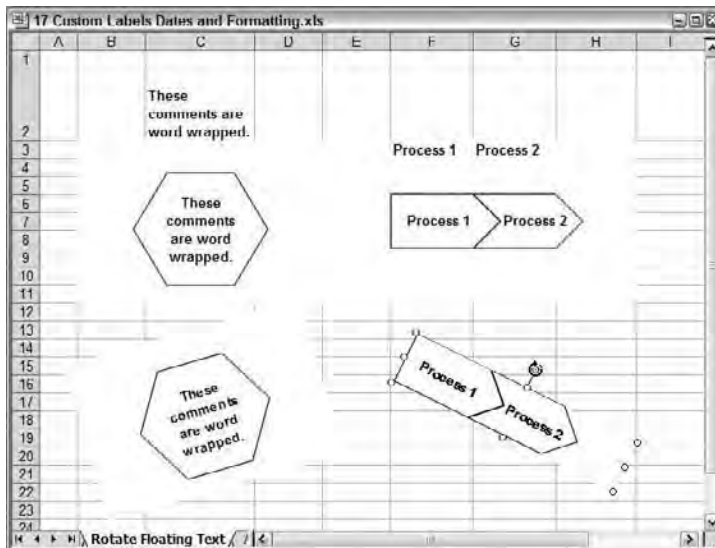 17 Custom Labels Dates and Formatting.xls
A B C D E F G H I
1
These
comments are
2 word wrapped.
3 Process 1 Process 2
4
5
6 These
7 comments Process 1 Process 2
8 are word
9 wrapped.
10
11
12
13
14
15 Process 1
16 These
17 comments Process 2
18 are word
19 wrapped.
20
21
22
23
24
Rotate Floating Text